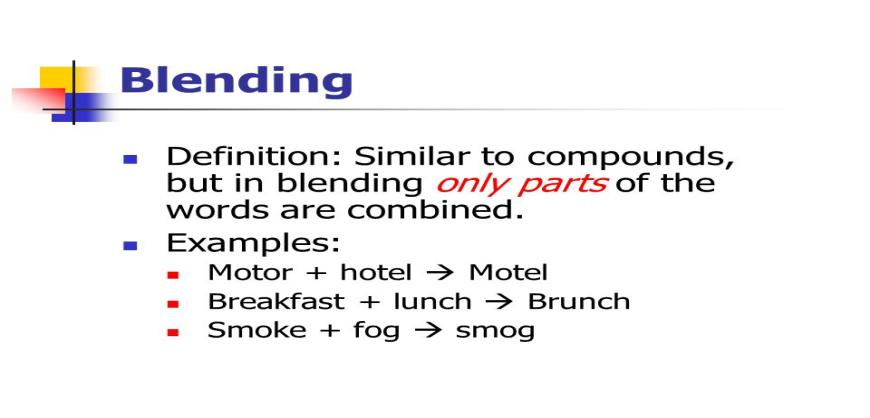 Blending
Definition: Similar to compounds,
but in blending only parts of the
words are combined.
Examples:
Motor + hotel → Motel
Breakfast + lunch → Brunch
Smoke + fog → smog